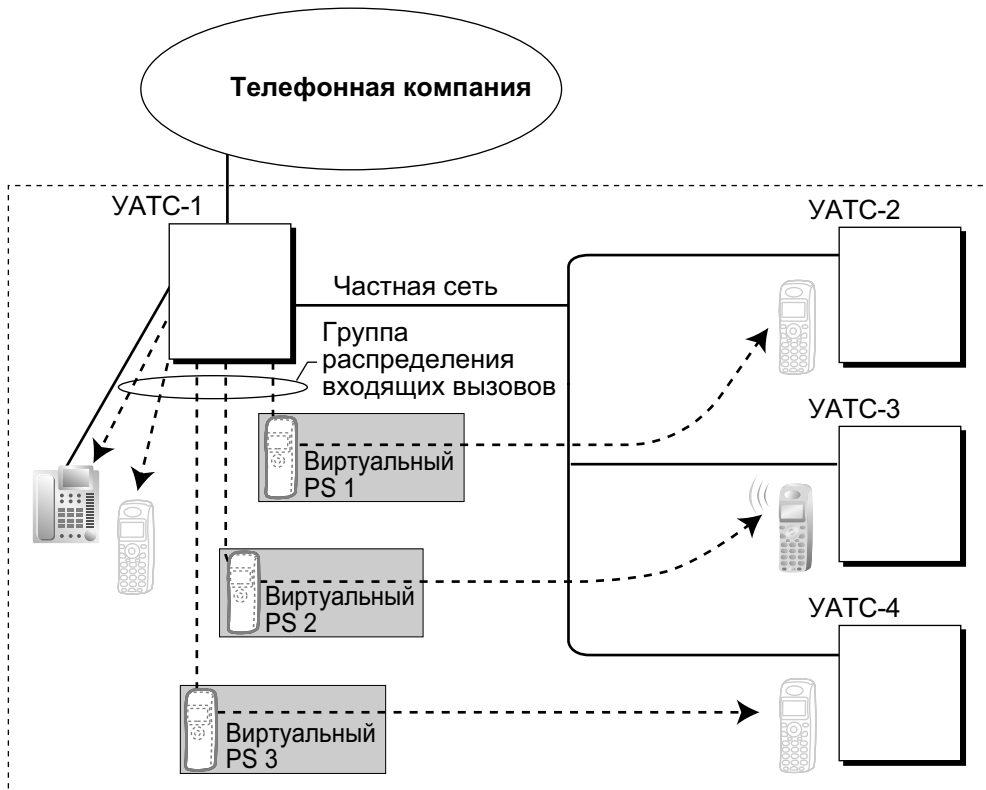 Телефонная компания
УАТС-1
УАТС-2
Частная сеть
Группа
распределения
входящих вызовов
УАТС-3
Виртуальный
PS 1
Виртуальный
PS 2
УАТС-4
Виртуальный
PS 3